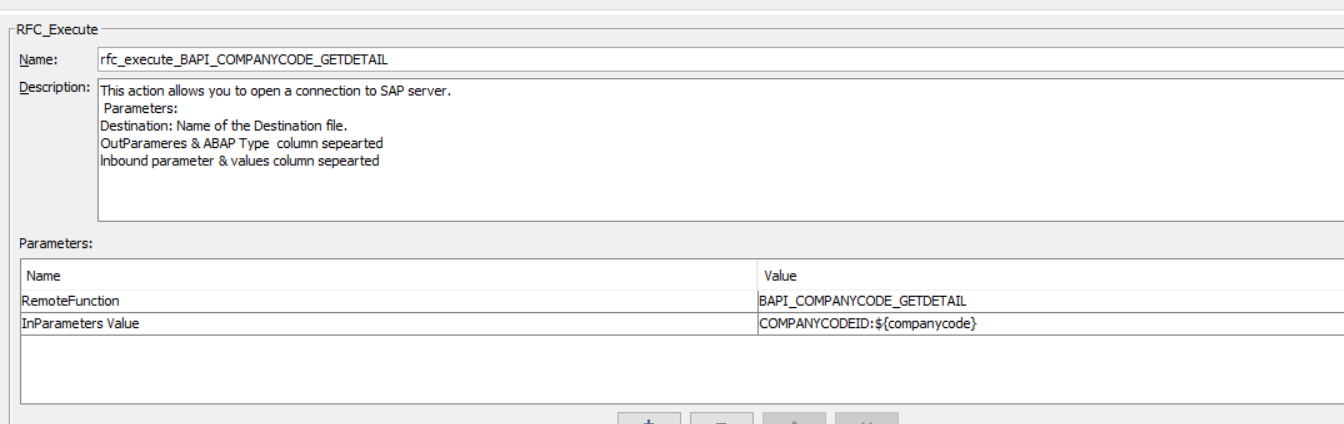 RFC_Execute
Name: rfc_execute_BAPI_COMPANYCODE_GETDETAIL
Description: This action allows you to open a connection to SAP server.
Parameters:
Destination: Name of the Destination file.
OutParameres & ABAP Type column sepearted
Inbound parameter & values column sepearted
Parameters:
Name Value
RemoteFunction BAPI_COMPANYCODE_GETDETAIL
InParameters Value COMPANYCODEID:${companycode}